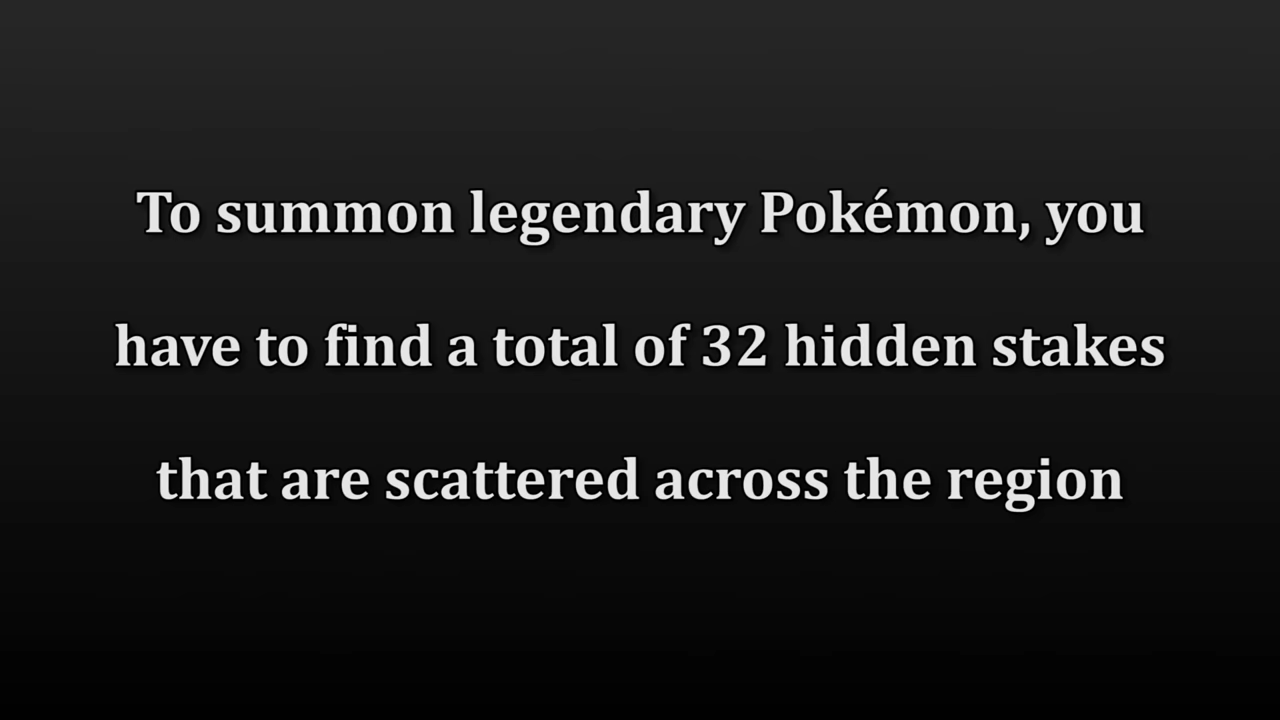 To summon legendary Pokémon, you
have to find a total of 32 hidden stakes
that are scattered across the region